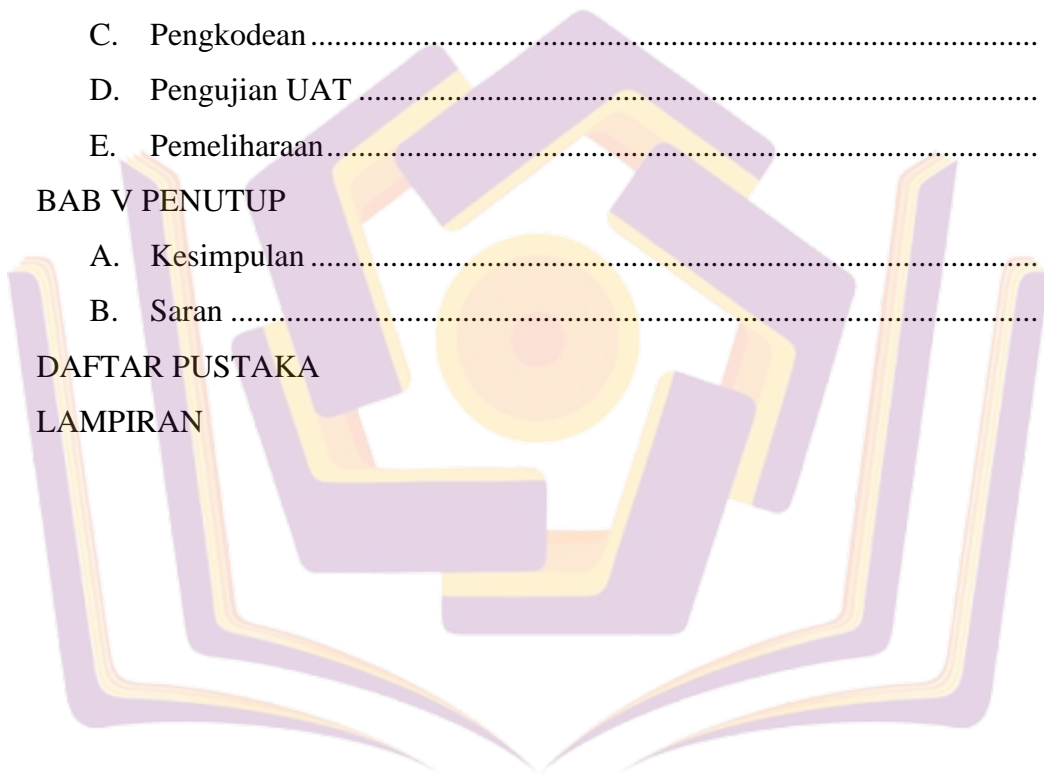 C. Pengkodean ..........................................................................................
D. Pengujian UAT ....................................................................................
E. Pemeliharaan........................................................................................
BAB V PENUTUP
A. Kesimpulan ..........................................................................................
B. Saran ....................................................................................................
DAFTAR PUSTAKA
LAMPIRAN